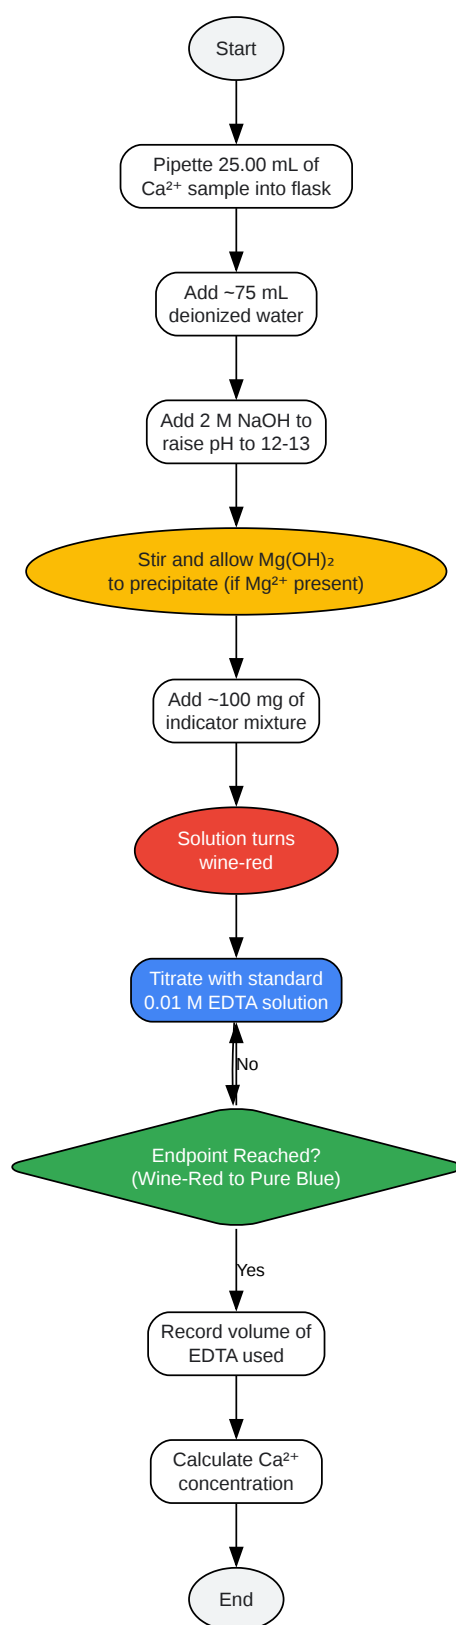 Start
Pipette 25.00 mL of
Ca²⁺ sample into flask
Add ~75 mL
deionized water
Add 2 M NaOH to
raise pH to 12-13
Stir and allow Mg(OH)₂
to precipitate (if Mg²⁺ present)
Add ~100 mg of
indicator mixture
Solution turns
wine-red
Titrate with standard
0.01 M EDTA solution
No
Endpoint Reached?
(Wine-Red to Pure Blue)
Yes
Record volume of
EDTA used
Calculate Ca²⁺
concentration
End